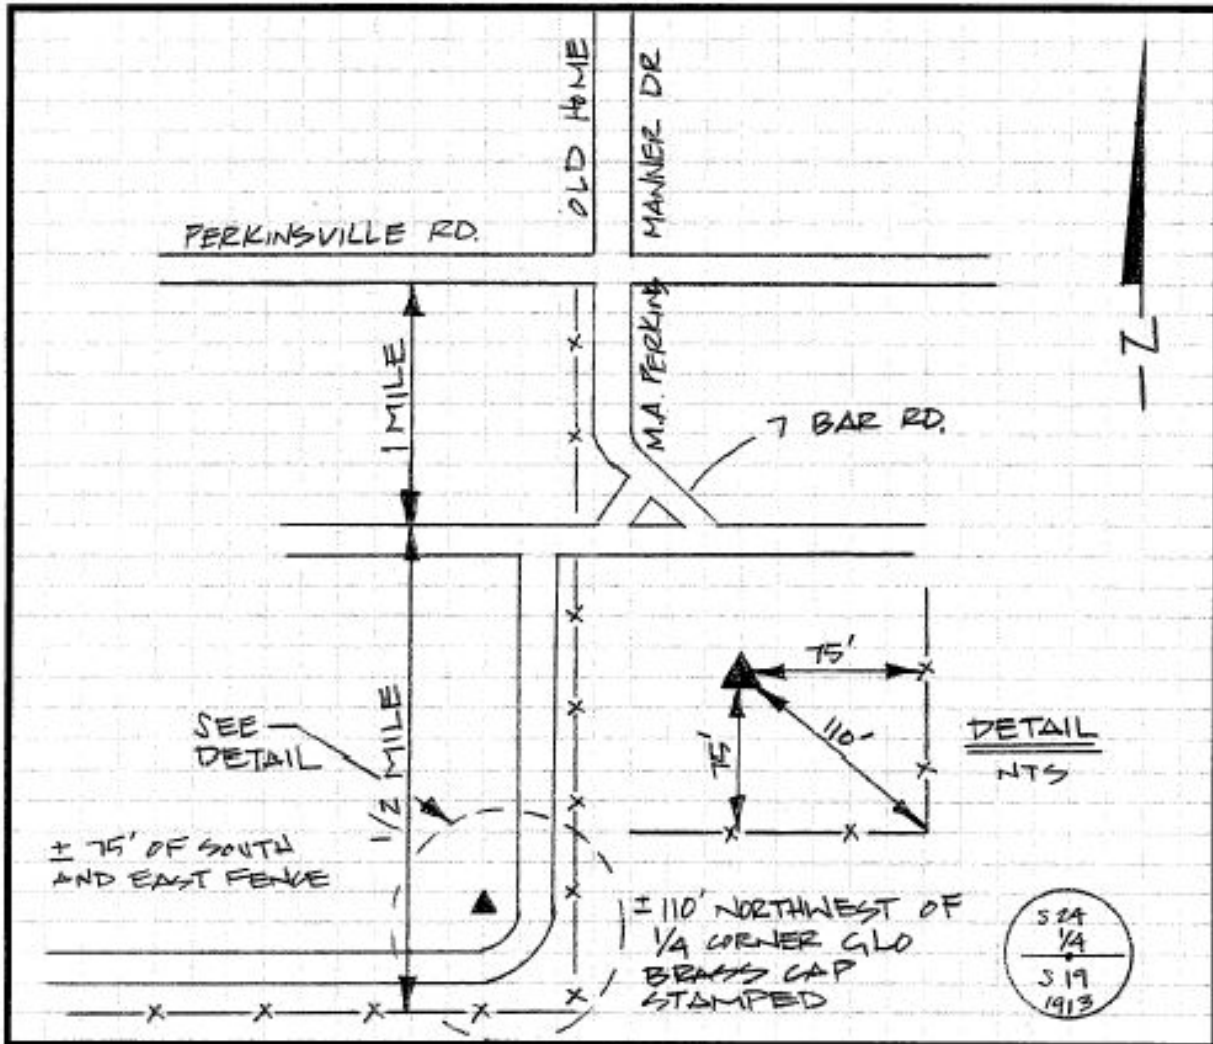 OLD HOME
MANNER DR
PERKINSVILLE RD.
M.A. PERKINS
1 MILE
7 BAR RD.
N
1/2 MILE
SEE
DETAIL
75'
75'
110'
DETAIL
NTS
± 75' OF SOUTH
AND EAST FENCE
± 110' NORTHWEST OF
1/4 CORNER GLO
BRASS CAP
STAMPED
S 24
1/4
S 19
1913